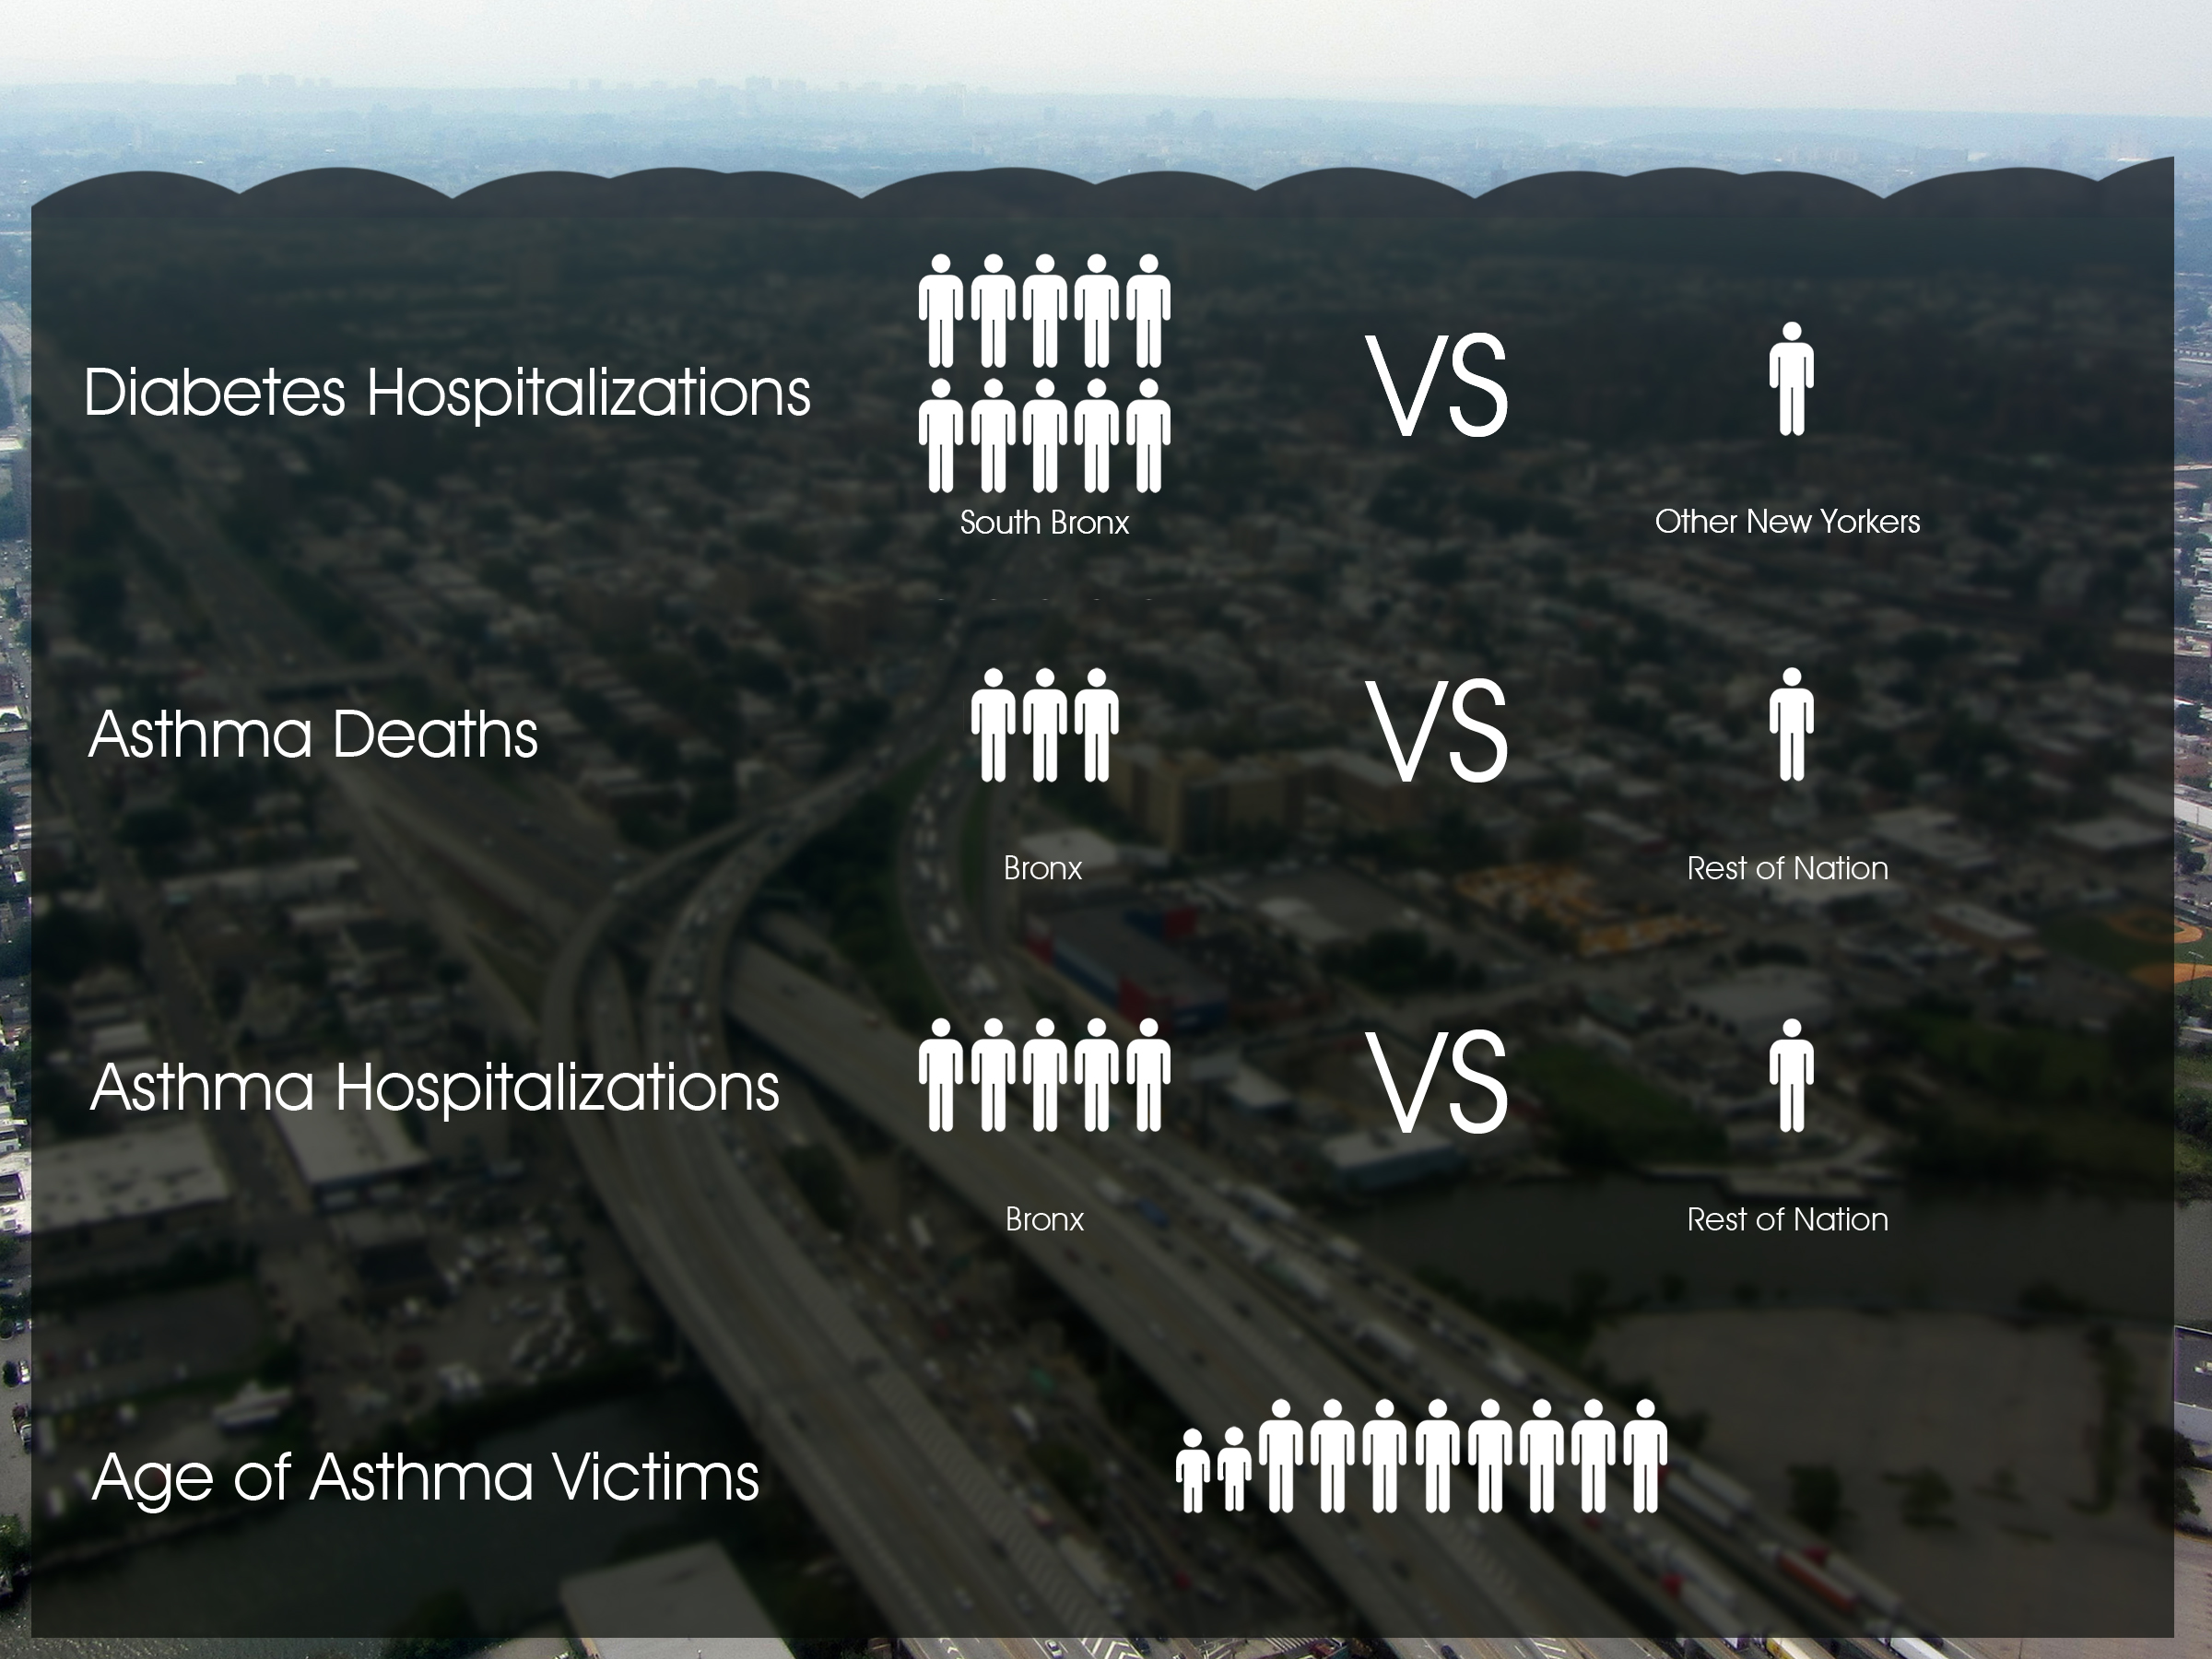 Diabetes Hospitalizations
VS
South Bronx
Other New Yorkers
Asthma Deaths
VS
Bronx
Rest of Nation
Asthma Hospitalizations
VS
Bronx
Rest of Nation
Age of Asthma Victims